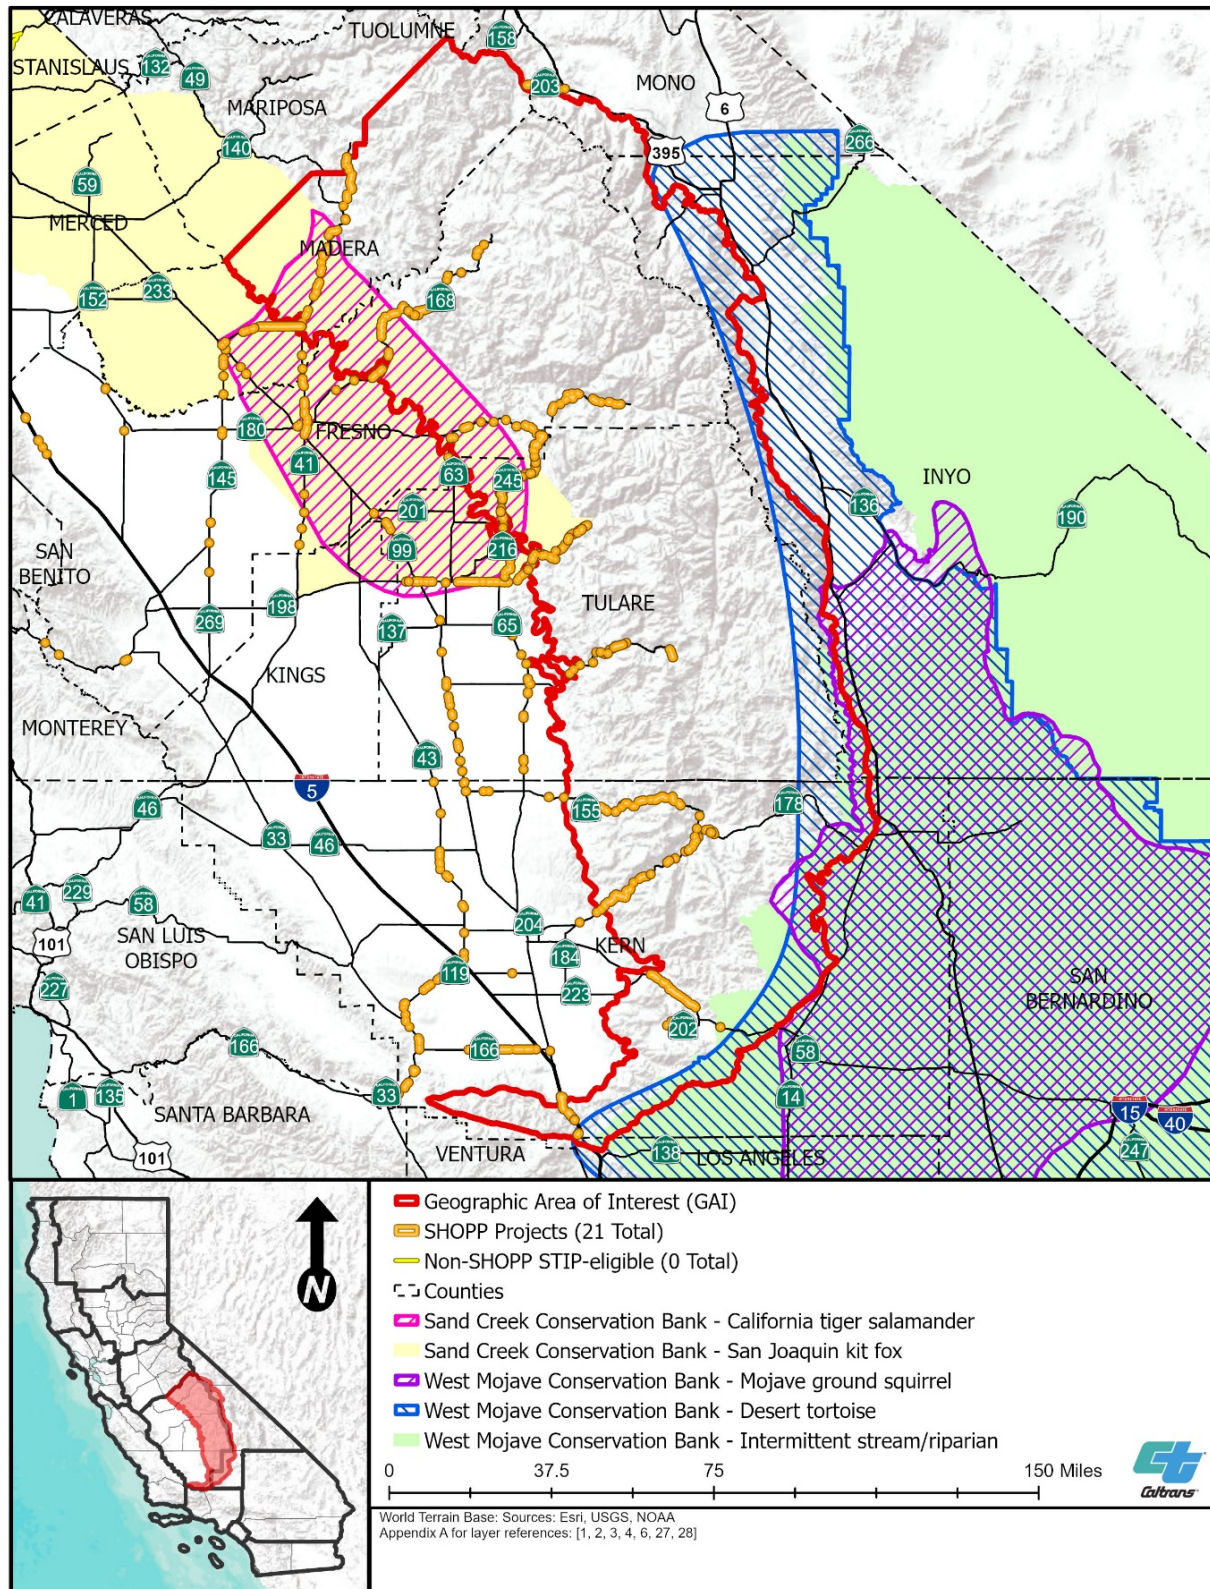 CALAVERAS
TUOLUMNE
158
STANISLAUS
132
49
203
MONO
MARIPOSA
6
140
395
266
59
MERCED
MADERA
152
233
168
180
FRESNO
41
63
145
245
INYO
201
136
190
99
216
SAN
BENITO
TULARE
269
198
137
65
KINGS
MONTEREY
43
5
46
155
178
33
46
41
229
58
204
101
SAN LUIS
OBISPO
KERN
184
119
SAN
BERNARDINO
227
223
202
166
166
58
1
135
33
14
SANTA BARBARA
15
40
101
VENTURA
138
LOS ANGELES
247
N
Geographic Area of Interest (GAI)
SHOPP Projects (21 Total)
Non-SHOPP STIP-eligible (0 Total)
Counties
Sand Creek Conservation Bank - California tiger salamander
Sand Creek Conservation Bank - San Joaquin kit fox
West Mojave Conservation Bank - Mojave ground squirrel
West Mojave Conservation Bank - Desert tortoise
West Mojave Conservation Bank - Intermittent stream/riparian
0 37.5 75 150 Miles
Caltrans
World Terrain Base: Sources: Esri, USGS, NOAA
Appendix A for layer references: [1, 2, 3, 4, 6, 27, 28]